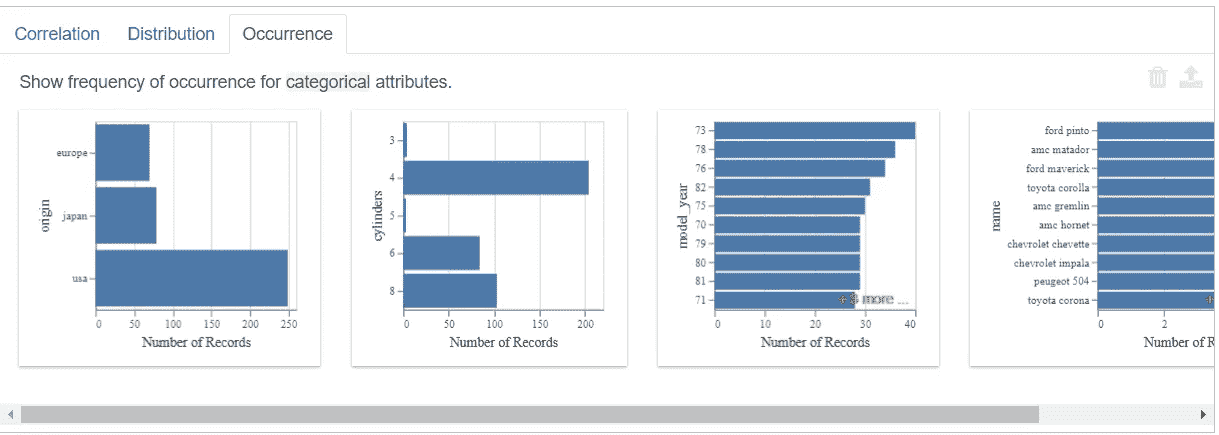 Correlation Distribution Occurrence
Show frequency of occurrence for categorical attributes.
origin
europe
japan
usa
0 50 100 150 200 250
Number of Records
cylinders
3
4
5
6
8
0 50 100 150 200
Number of Records
model_year
73
78
76
82
75
70
79
80
81
71
+ 3 more ...
0 10 20 30 40
Number of Records
name
ford pinto
amc matador
ford maverick
toyota corolla
amc gremlin
amc hornet
chevrolet chevette
chevrolet impala
peugeot 504
toyota corona
+
0 2
Number of R